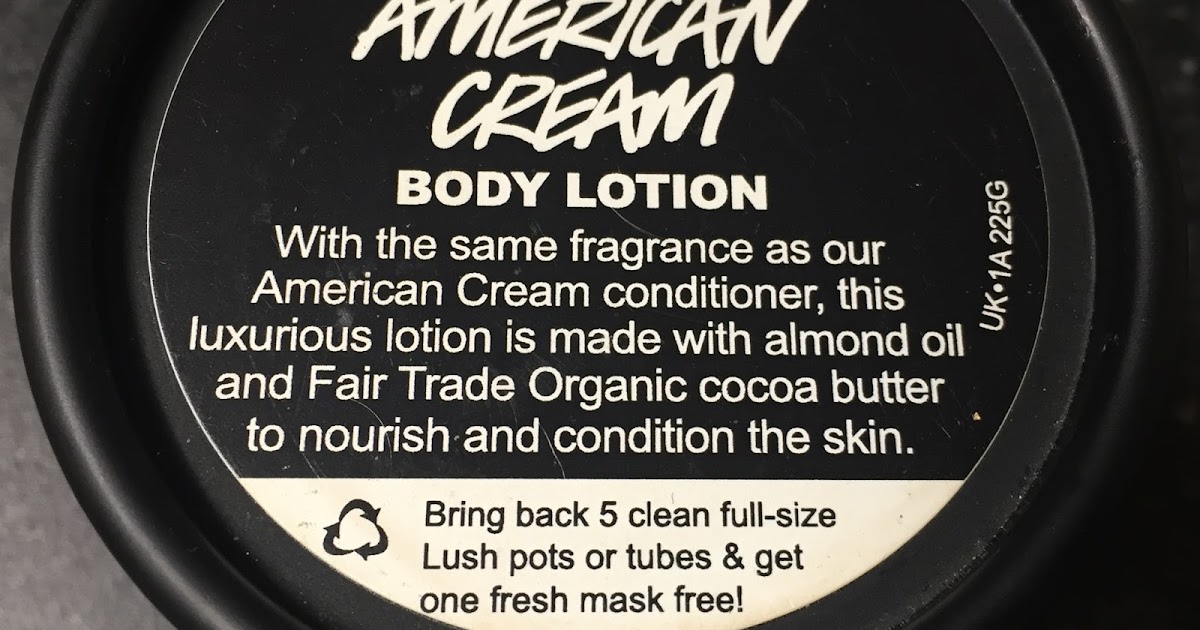 AMERICAN
CREAM
BODY LOTION
With the same fragrance as our
American Cream conditioner, this
luxurious lotion is made with almond oil
and Fair Trade Organic cocoa butter
to nourish and condition the skin.
UK•1A 225G
Bring back 5 clean full-size
Lush pots or tubes & get
one fresh mask free!